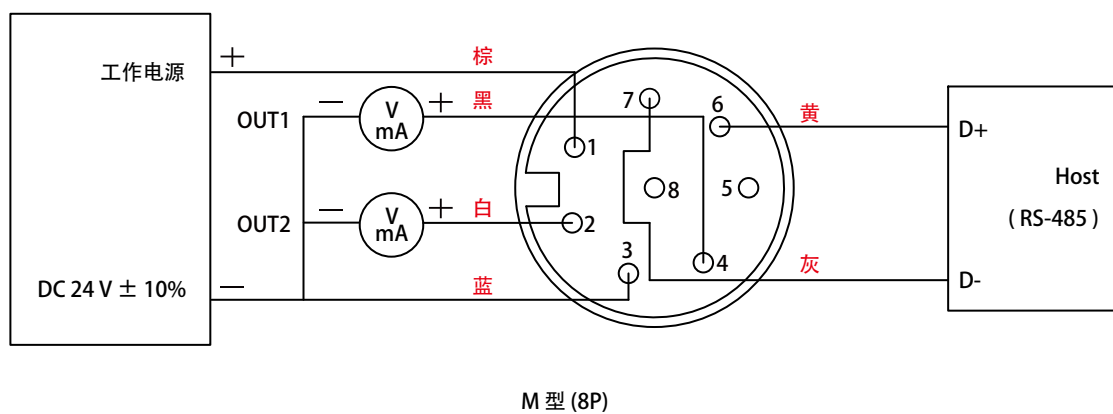 工作电源
+
棕
OUT1
−
V
mA
+
黑
7
6
黄
D+
1
8
5
Host
( RS-485 )
OUT2
−
V
mA
+
白
2
3
4
灰
D-
DC 24 V ± 10%
−
蓝
M 型 (8P)